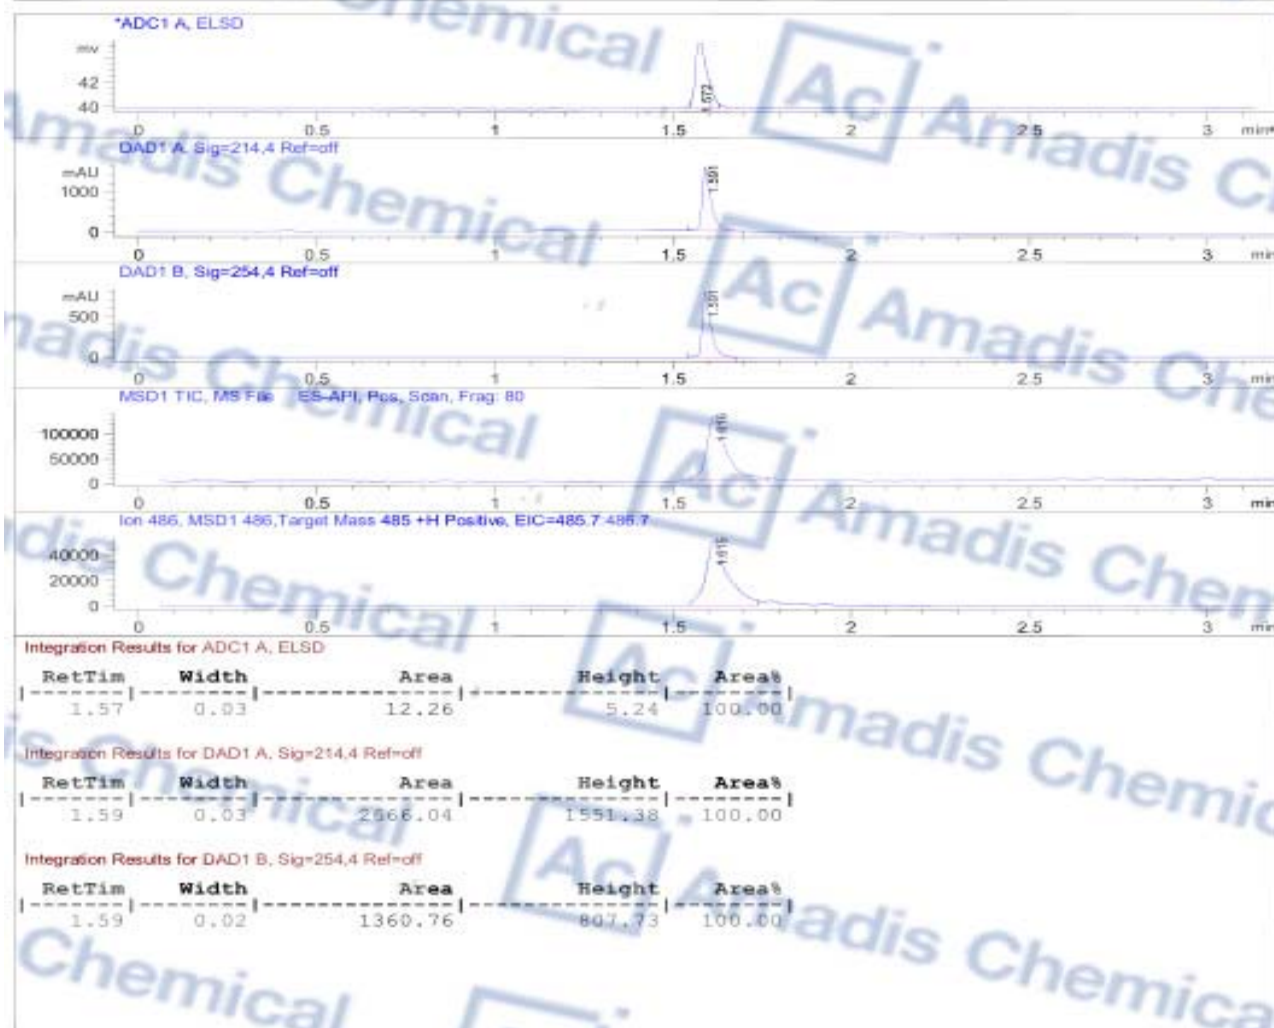 *ADC1 A, ELSD
mv
42
40
1.572
0 0.5 1 1.5 2 2.5 3 min
DAD1 A, Sig=214,4 Ref=off
mAU
1000
0
1.591
0 0.5 1 1.5 2 2.5 3 min
DAD1 B, Sig=254,4 Ref=off
mAU
500
0
1.591
0 0.5 1 1.5 2 2.5 3 min
MSD1 TIC, MS File ES-API, Pos, Scan, Frag: 80
100000
50000
0
1.616
0 0.5 1 1.5 2 2.5 3 min
Ion 486, MSD1 486,Target Mass 485 +H Positive, EIC=485.7:486.7
40000
20000
0
1.615
0 0.5 1 1.5 2 2.5 3 min
Integration Results for ADC1 A, ELSD
RetTim Width Area Height Area%
|-------|--------|--------------|--------------|--------|
1.57 0.03 12.26 5.24 100.00
Integration Results for DAD1 A, Sig=214,4 Ref=off
RetTim Width Area Height Area%
|-------|--------|--------------|--------------|--------|
1.59 0.03 1551.38 100.00
Integration Results for DAD1 B, Sig=254,4 Ref=off
RetTim Width Area Height Area%
|-------|--------|--------------|--------------|--------|
1.59 0.02 1360.76 807.73 100.00
Ac Amadis Chemical